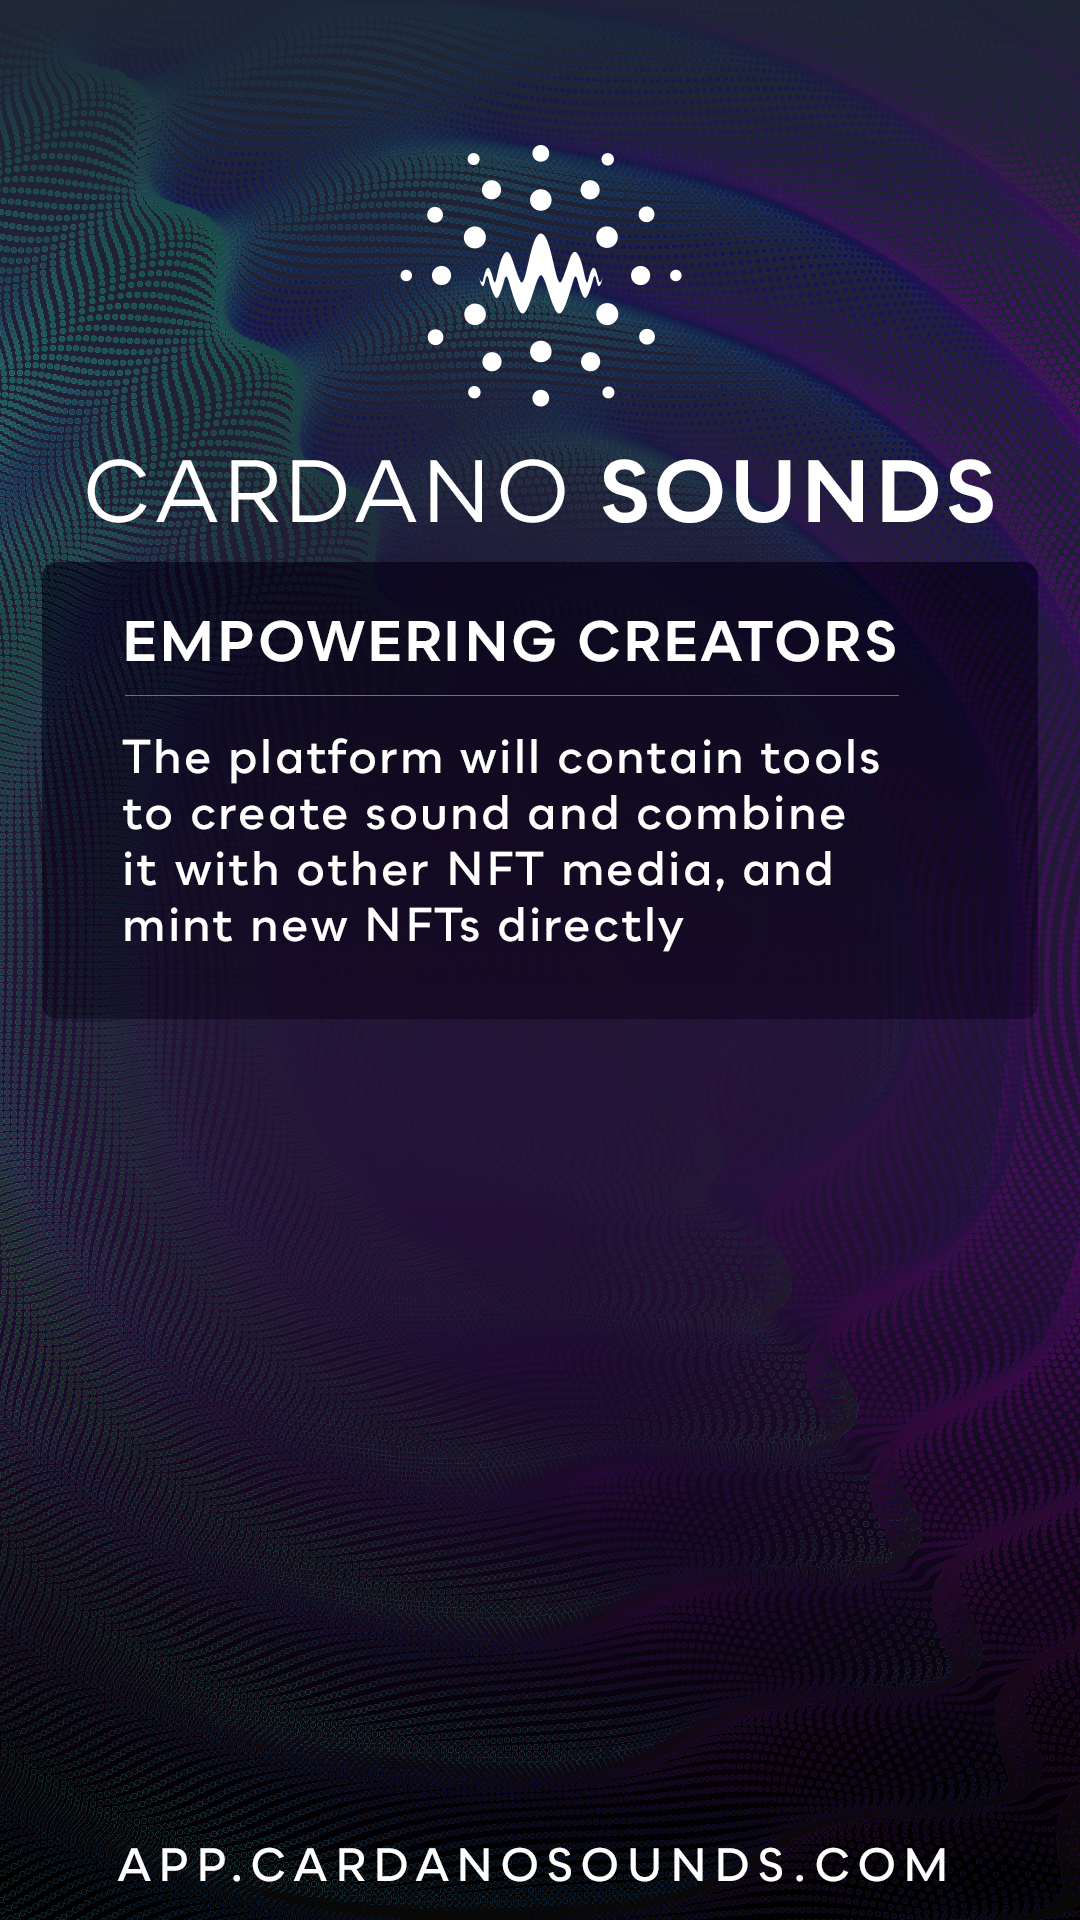 CARDANO SOUNDS
EMPOWERING CREATORS
The platform will contain tools
to create sound and combine
it with other NFT media, and
mint new NFTs directly
APP.CARDANOSOUNDS.COM